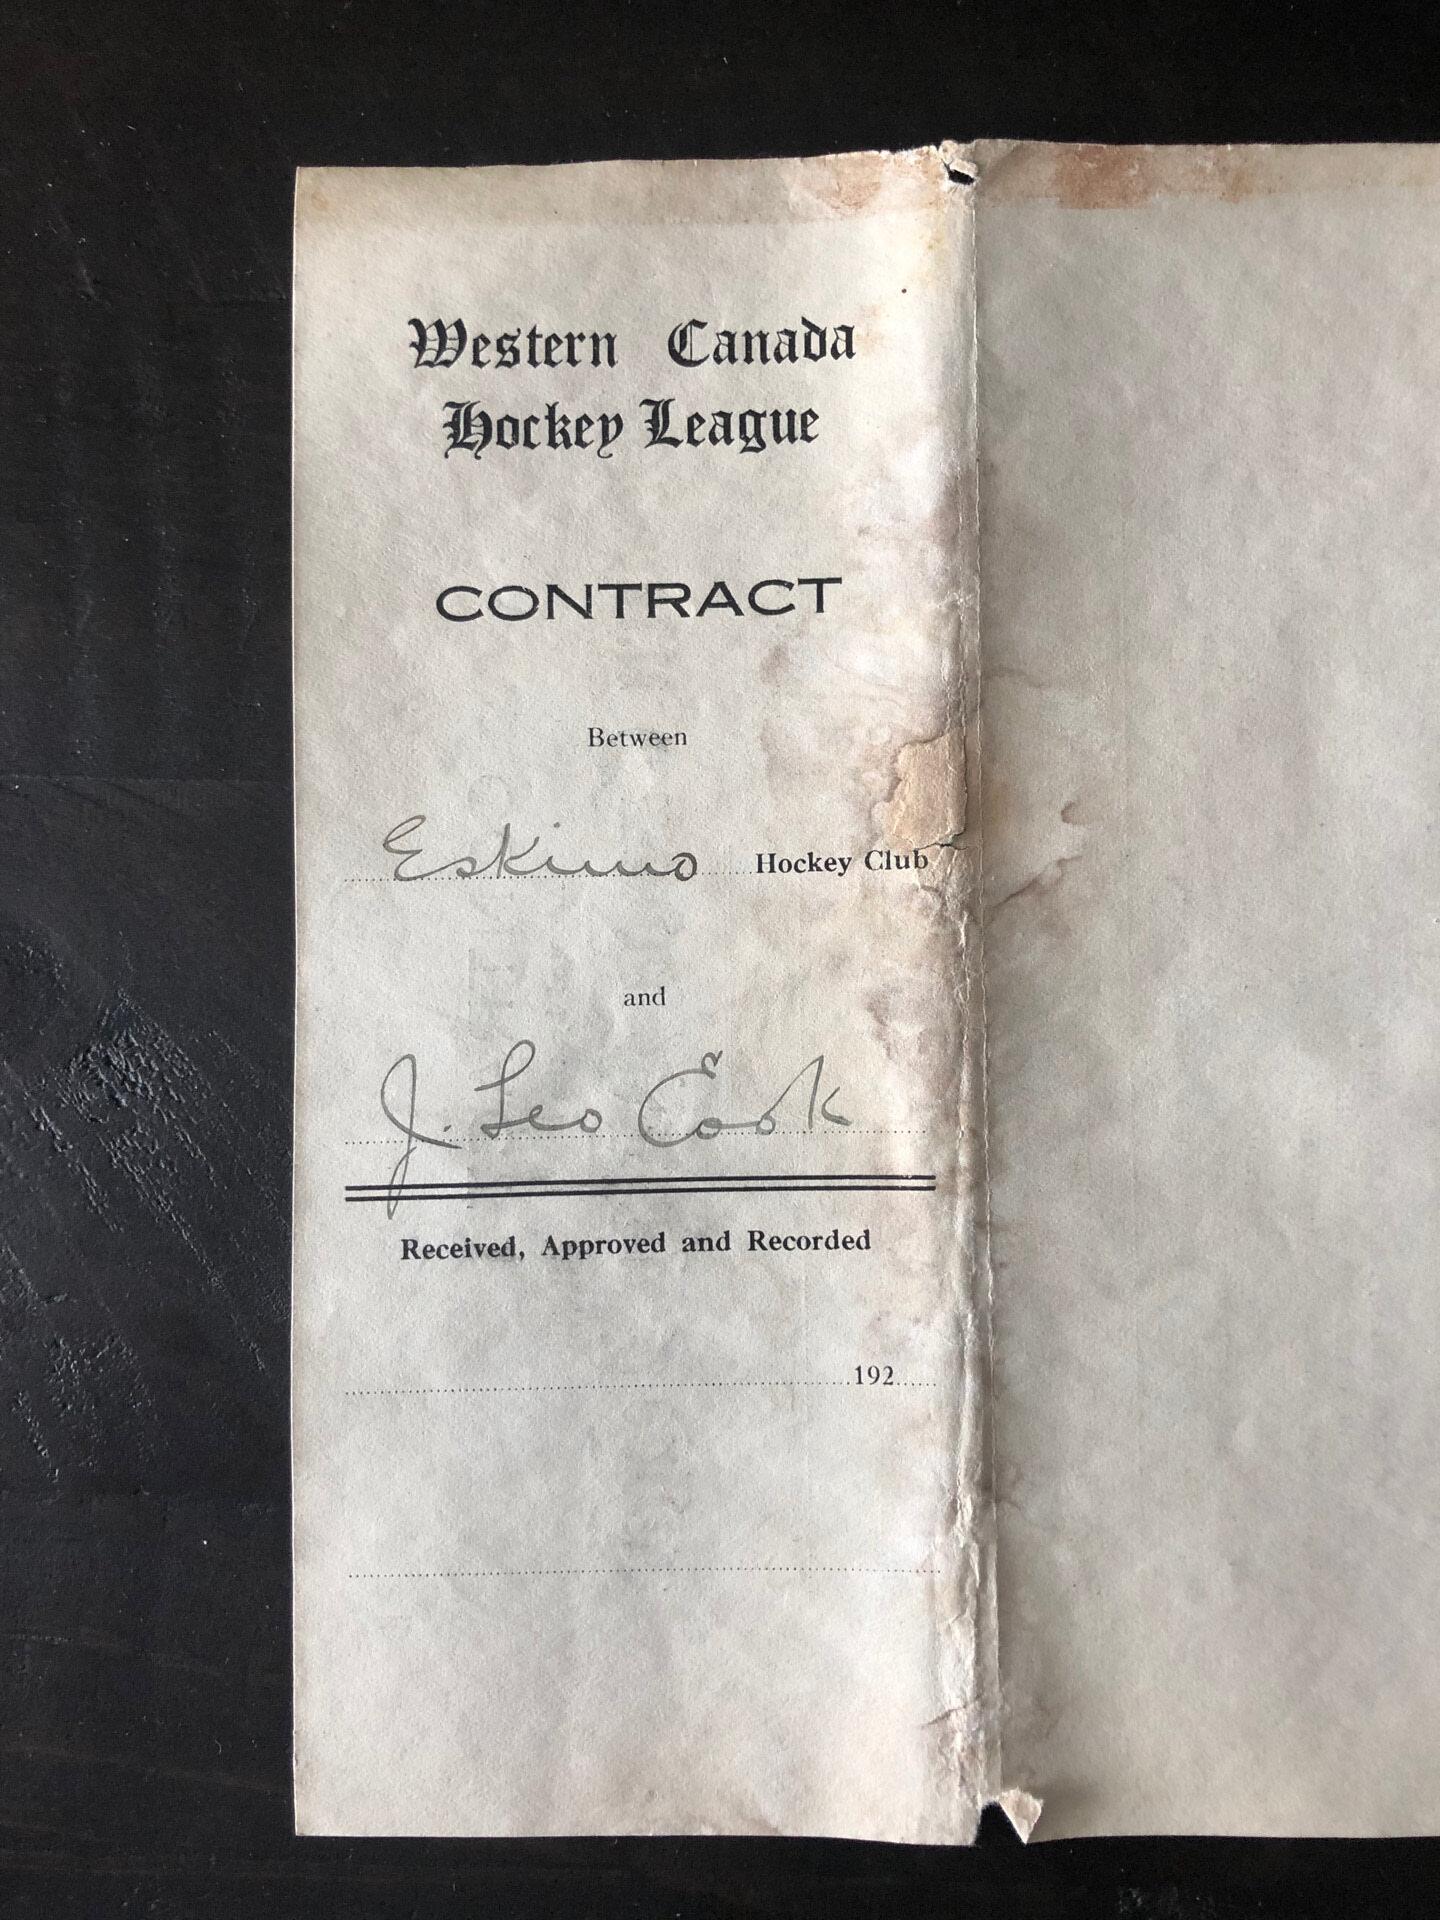 Western Canada
Hockey League
CONTRACT
Between
Eskimo Hockey Club
and
J. Leo Cook
Received, Approved and Recorded
192